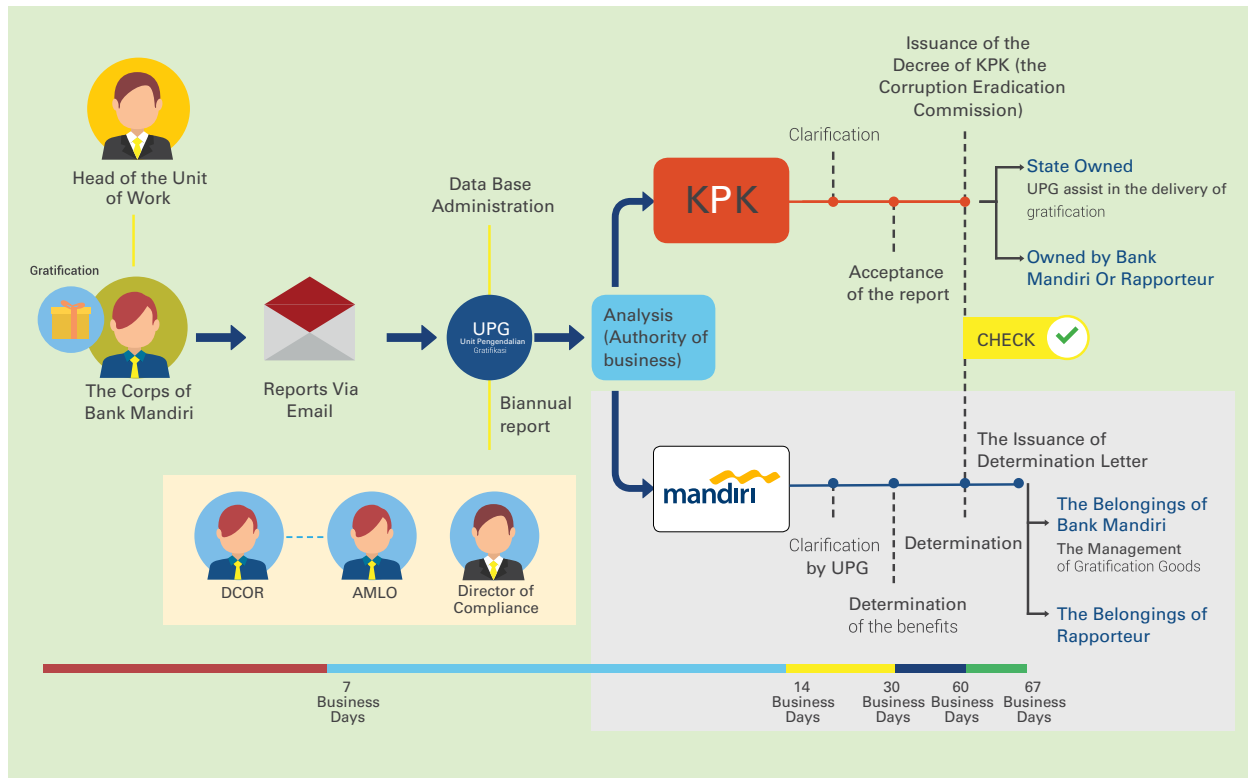 Head of the Unit
of Work
Gratification
The Corps of
Bank Mandiri
Reports Via
Email
Data Base
Administration
UPG
Unit Pengendalian
Gratifikasi
Biannual
report
Analysis
(Authority of
business)
KPK
Clarification
Acceptance
of the report
Issuance of the
Decree of KPK (the
Corruption Eradication
Commission)
State Owned
UPG assist in the delivery of
gratification
Owned by Bank
Mandiri Or Rapporteur
CHECK
mandiri
Clarification
by UPG
Determination
of the benefits
Determination
The Issuance of
Determination Letter
The Belongings of
Bank Mandiri
The Management
of Gratification Goods
The Belongings of
Rapporteur
DCOR
AMLO
Director of
Compliance
7
Business
Days
14
Business
Days
30
Business
Days
60
Business
Days
67
Business
Days